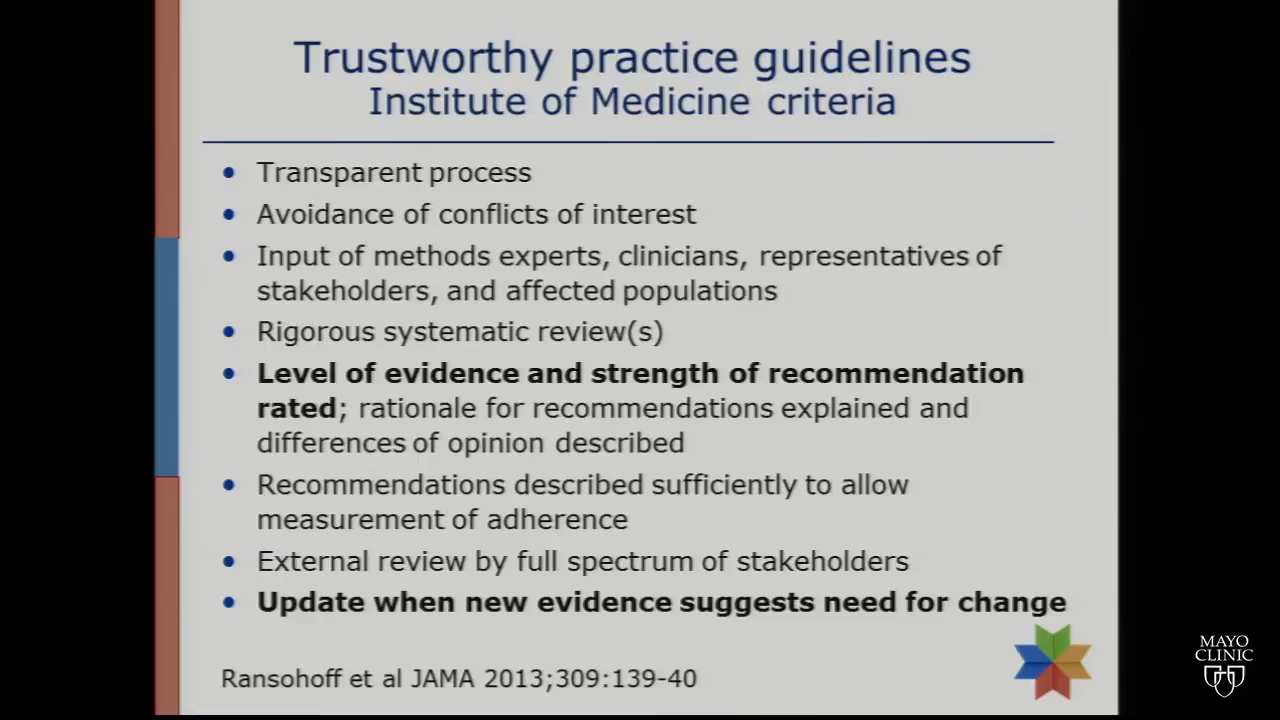 Trustworthy practice guidelines
Institute of Medicine criteria
• Transparent process
• Avoidance of conflicts of interest
• Input of methods experts, clinicians, representatives of
stakeholders, and affected populations
• Rigorous systematic review(s)
• Level of evidence and strength of recommendation
rated; rationale for recommendations explained and
differences of opinion described
• Recommendations described sufficiently to allow
measurement of adherence
• External review by full spectrum of stakeholders
• Update when new evidence suggests need for change
Ransohoff et al JAMA 2013;309:139-40
MAYO
CLINIC